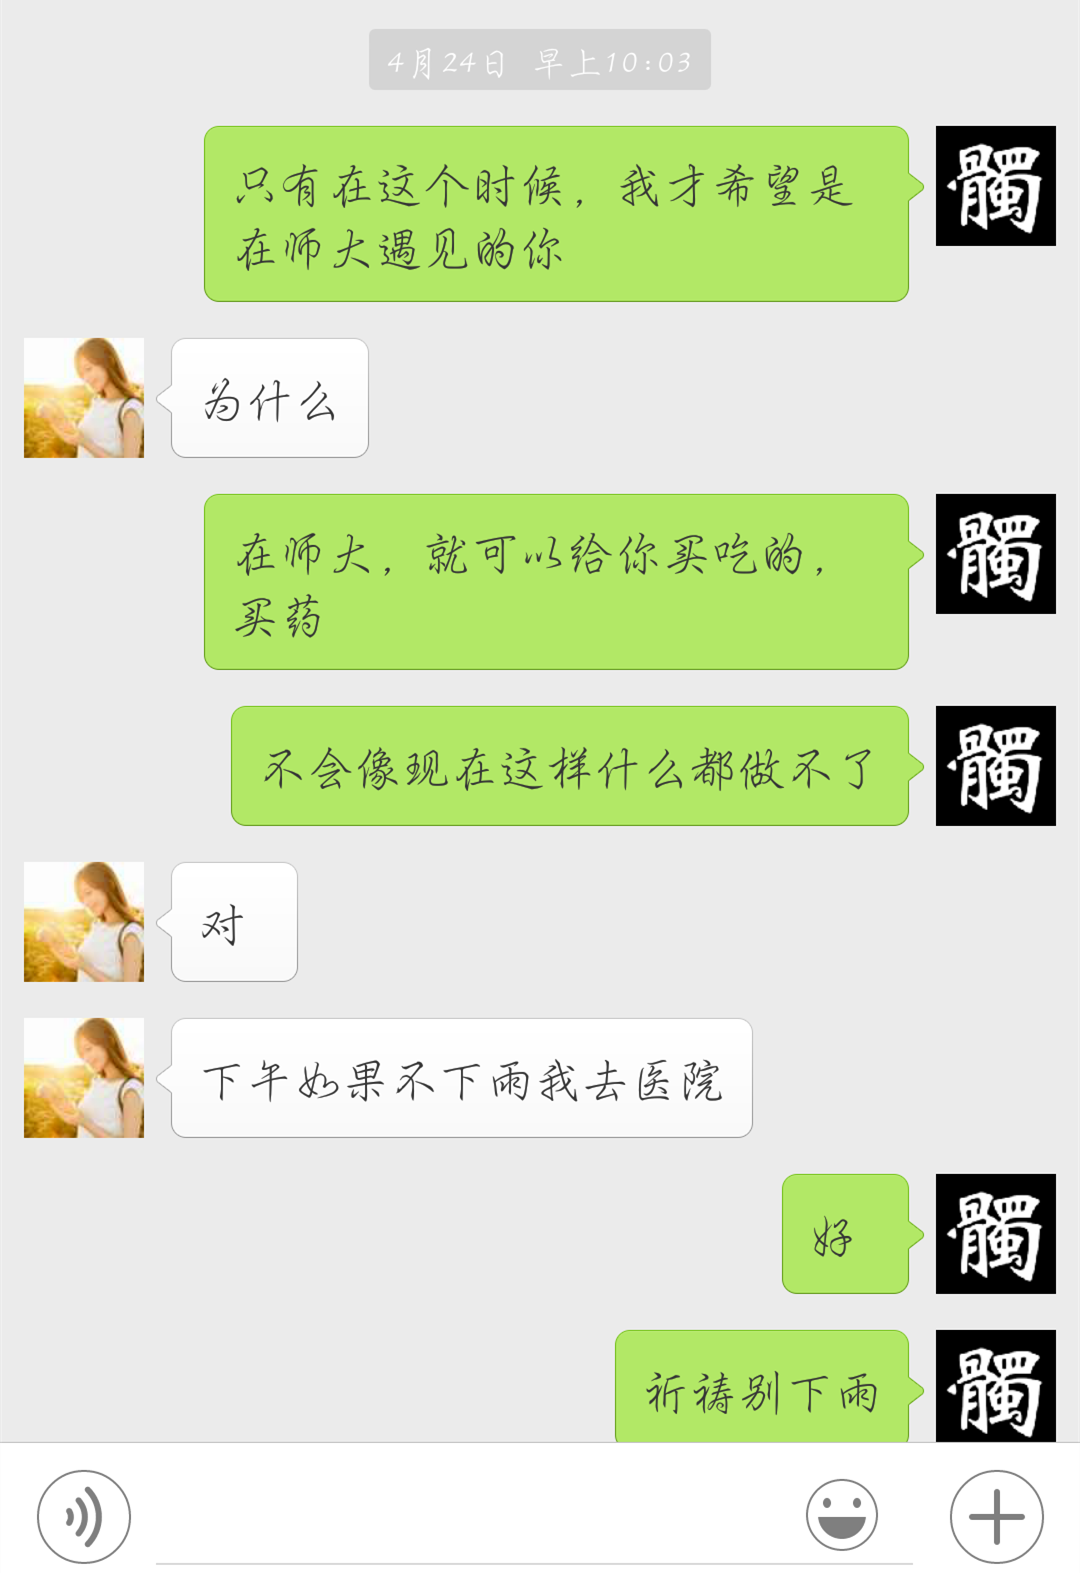 4月24日 早上10:03
只有在这个时候，我才希望是
在师大遇见的你
髑
为什么
在师大，就可以给你买吃的，
买药
髑
不会像现在这样什么都做不了
髑
对
下午如果不下雨我去医院
好
髑
祈祷别下雨
髑